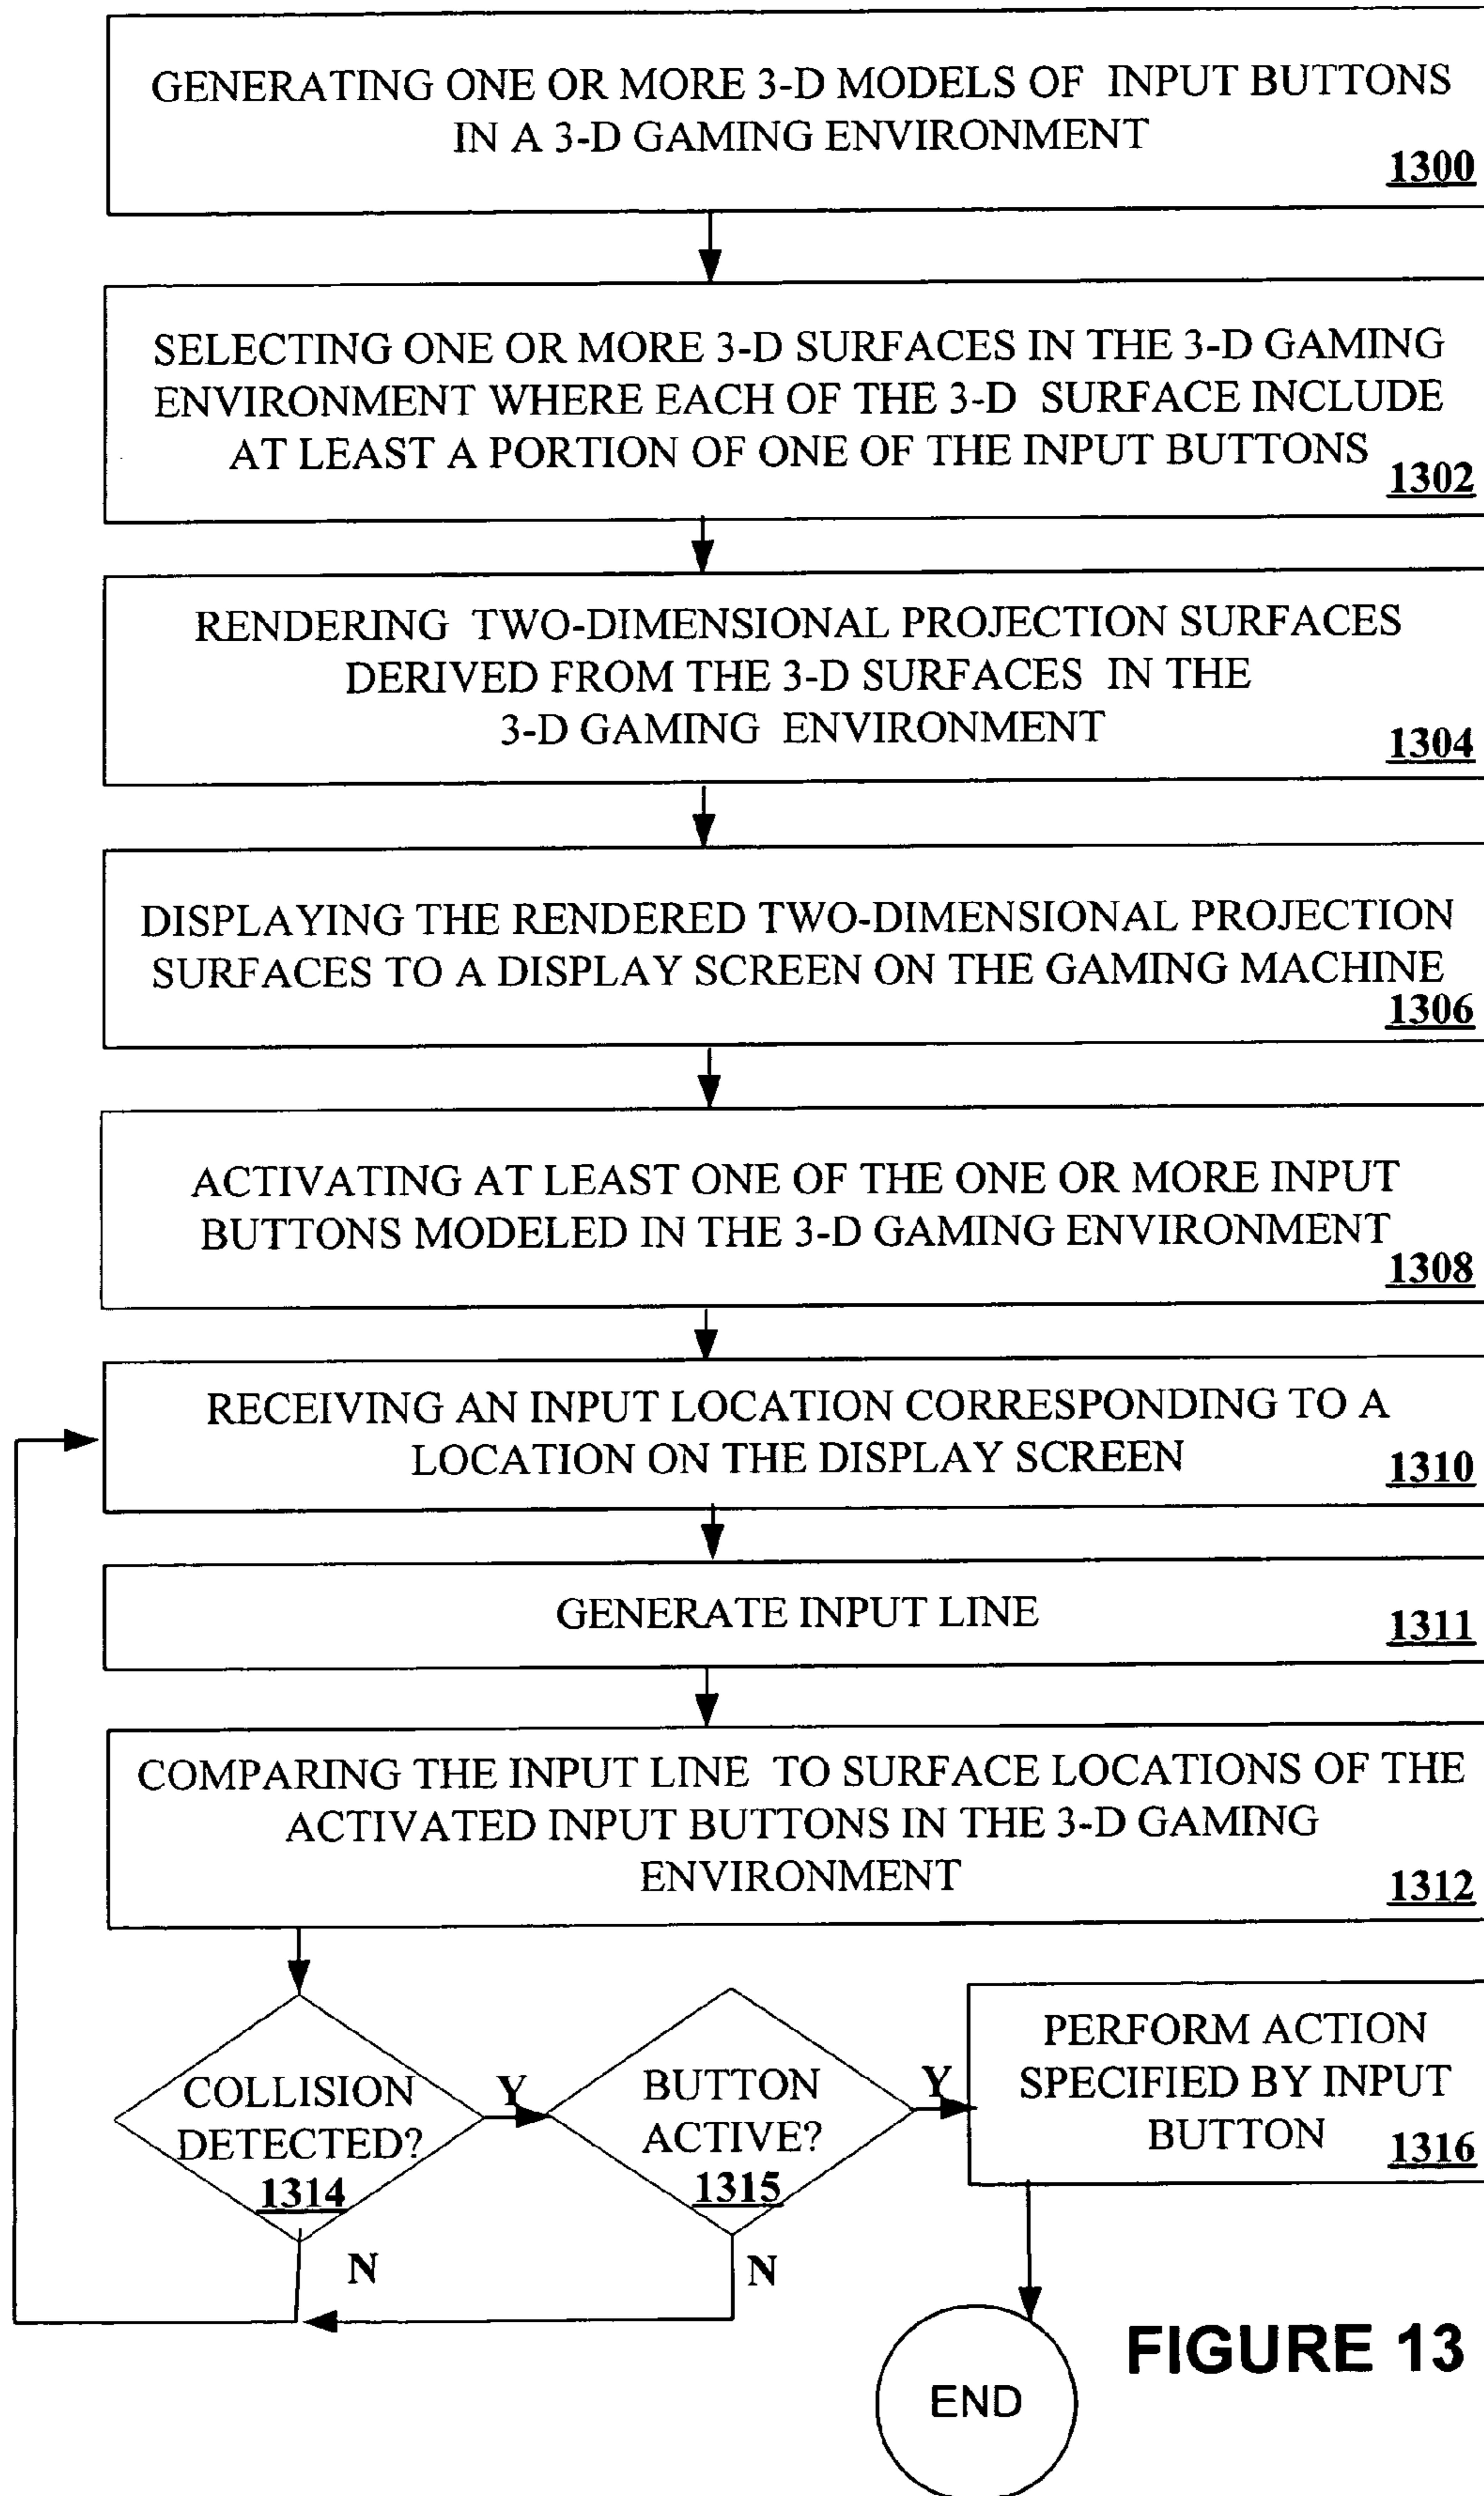 GENERATING ONE OR MORE 3-D MODELS OF INPUT BUTTONS
IN A 3-D GAMING ENVIRONMENT
1300
SELECTING ONE OR MORE 3-D SURFACES IN THE 3-D GAMING
ENVIRONMENT WHERE EACH OF THE 3-D SURFACE INCLUDE
AT LEAST A PORTION OF ONE OF THE INPUT BUTTONS
1302
RENDERING TWO-DIMENSIONAL PROJECTION SURFACES
DERIVED FROM THE 3-D SURFACES IN THE
3-D GAMING ENVIRONMENT
1304
DISPLAYING THE RENDERED TWO-DIMENSIONAL PROJECTION
SURFACES TO A DISPLAY SCREEN ON THE GAMING MACHINE
1306
ACTIVATING AT LEAST ONE OF THE ONE OR MORE INPUT
BUTTONS MODELED IN THE 3-D GAMING ENVIRONMENT
1308
RECEIVING AN INPUT LOCATION CORRESPONDING TO A
LOCATION ON THE DISPLAY SCREEN
1310
GENERATE INPUT LINE
1311
COMPARING THE INPUT LINE TO SURFACE LOCATIONS OF THE
ACTIVATED INPUT BUTTONS IN THE 3-D GAMING
ENVIRONMENT
1312
COLLISION
DETECTED?
1314
Y
N
BUTTON
ACTIVE?
1315
Y
N
PERFORM ACTION
SPECIFIED BY INPUT
BUTTON
1316
END
FIGURE 13